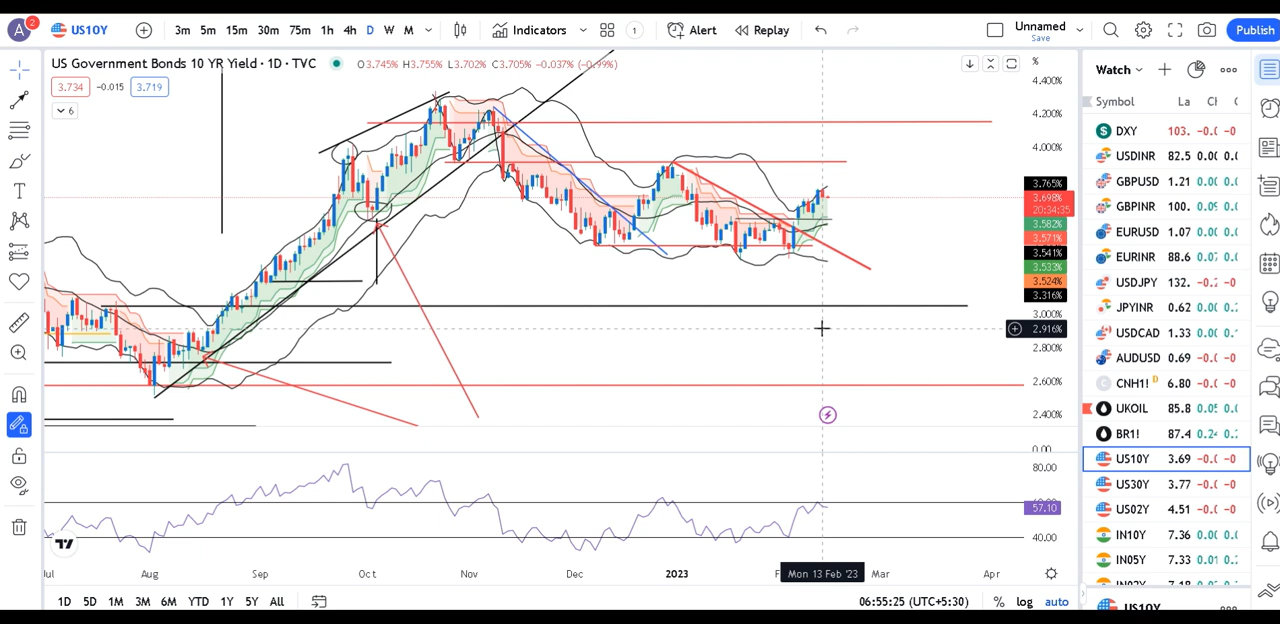 A 2 US10Y 3m 5m 15m 30m 75m 1h 4h D W M Indicators 1 Alert Replay Unnamed Save Publish
US Government Bonds 10 YR Yield · 1D · TVC O3.745% H3.755% L3.702% C3.705% −0.037% (−0.99%) %
3.734 -0.015 3.719
6
4.400%
4.200%
4.000%
3.765%
3.698%
20:34:35
3.582%
3.571%
3.541%
3.533%
3.524%
3.316%
3.000%
2.916%
2.800%
2.600%
2.400%
0.00
80.00
57.10
40.00
Jul Aug Sep Oct Nov Dec 2023 F Mon 13 Feb '23 Mar Apr
1D 5D 1M 3M 6M YTD 1Y 5Y All 06:55:25 (UTC+5:30) % log auto
Watch
Symbol La
DXY 103.
USDINR 82.5
GBPUSD 1.21
GBPINR 100.
EURUSD 1.07
EURINR 88.6
USDJPY 132.
JPYINR 0.62
USDCAD 1.33
AUDUSD 0.69
CNH1! D 6.80
UKOIL 85.8
BR1! 87.4
US10Y 3.69
US30Y 3.77
US02Y 4.51
IN10Y 7.36
IN05Y 7.33
US10Y